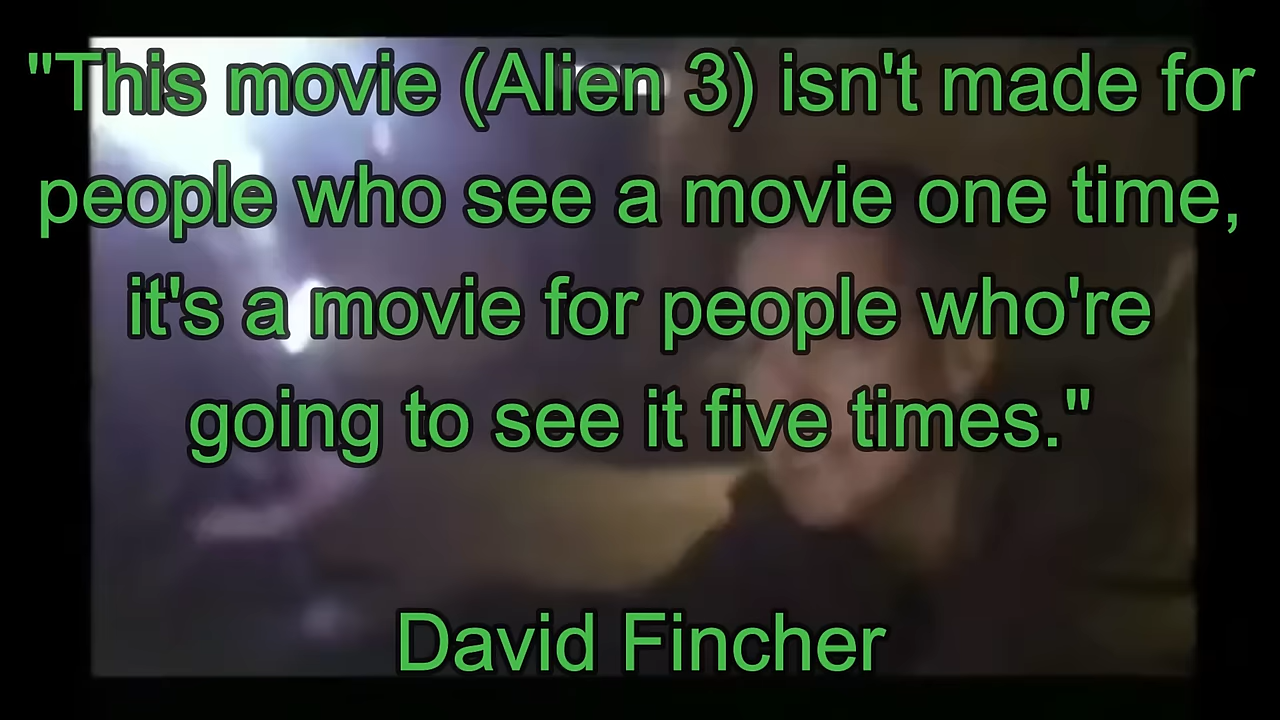 "This movie (Alien 3) isn't made for
people who see a movie one time,
it's a movie for people who're
going to see it five times."
David Fincher